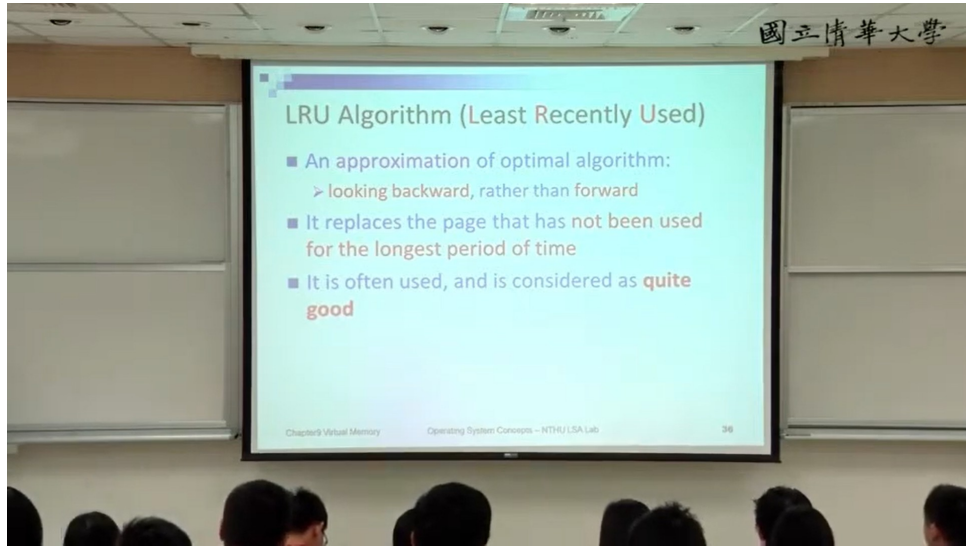 國立清華大學
LRU Algorithm (Least Recently Used)
An approximation of optimal algorithm:
looking backward, rather than forward
It replaces the page that has not been used
for the longest period of time
It is often used, and is considered as quite
good
Chapter9 Virtual Memory
Operating System Concepts – NTHU LSA Lab
36